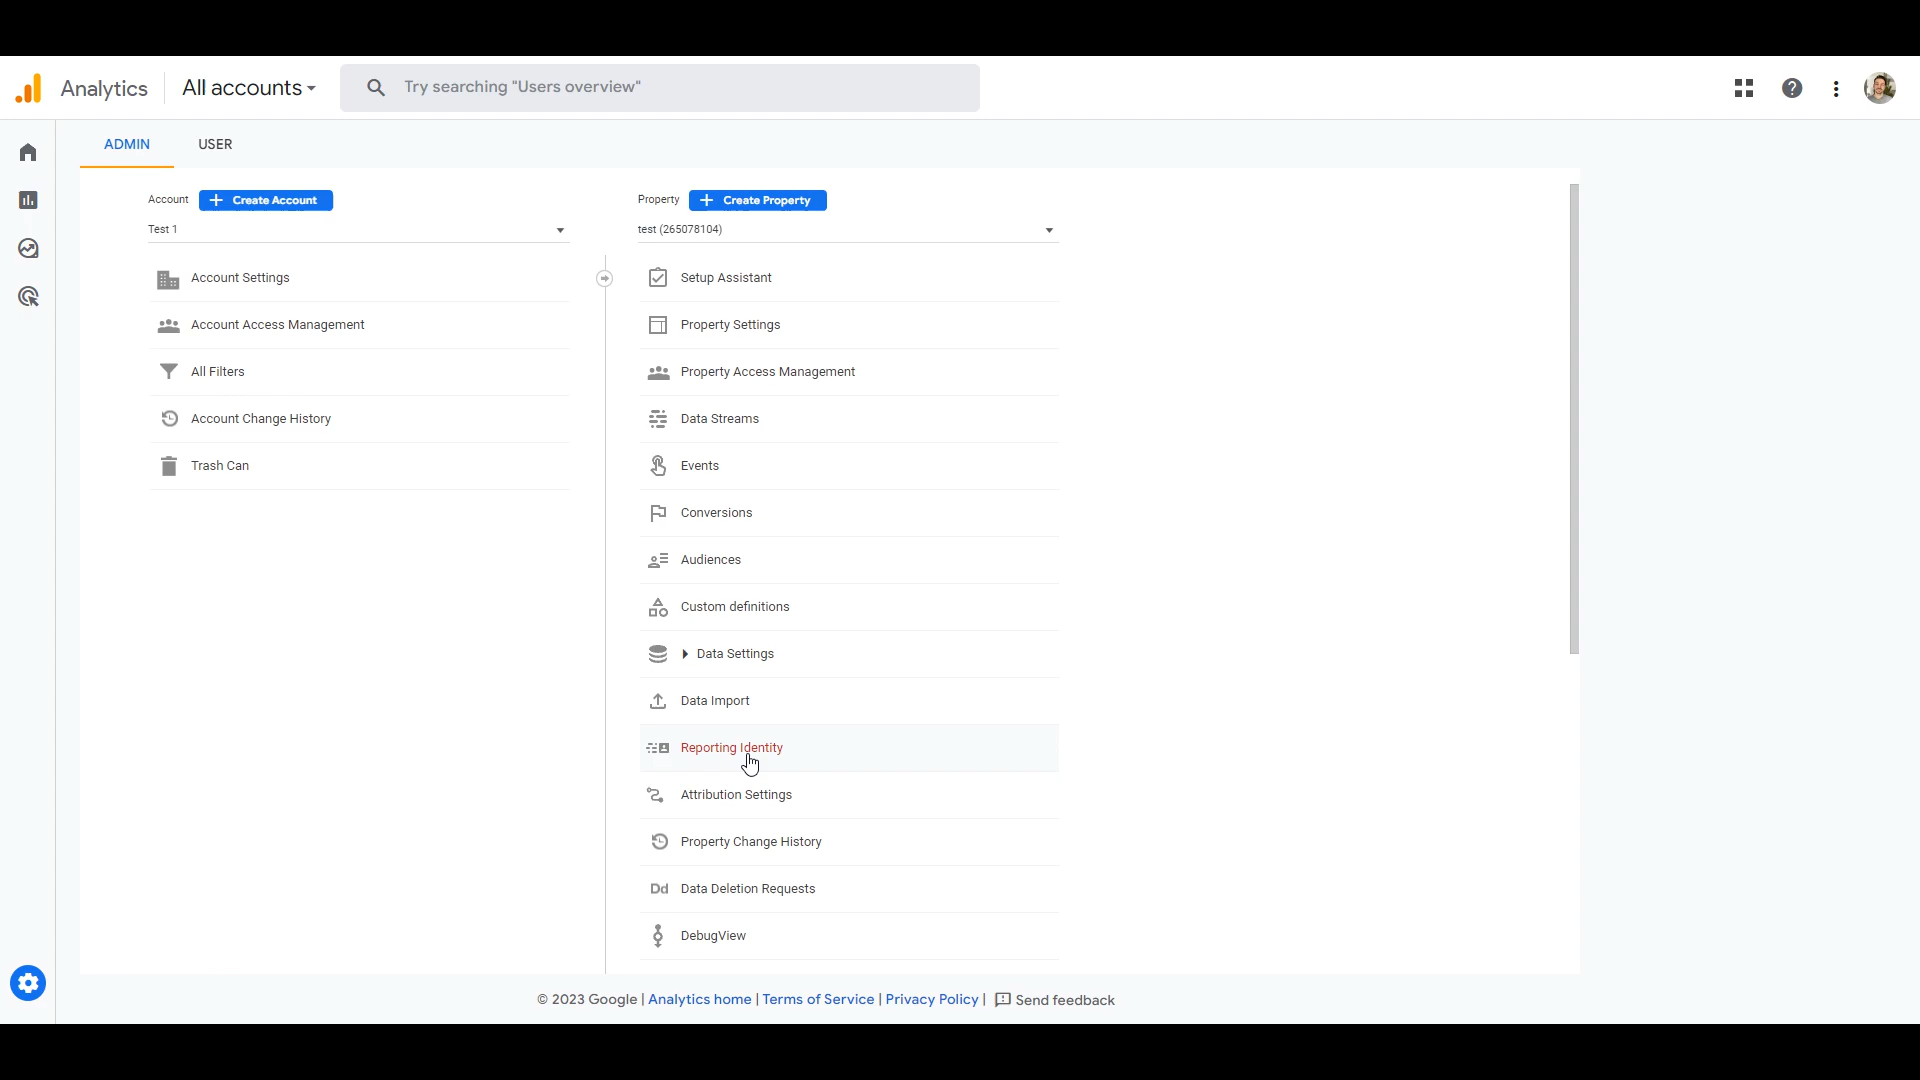 Analytics
All accounts
Try searching "Users overview"
ADMIN
USER
Account
Create Account
Test 1
Account Settings
Account Access Management
All Filters
Account Change History
Trash Can
Property
Create Property
test (265078104)
Setup Assistant
Property Settings
Property Access Management
Data Streams
Events
Conversions
Audiences
Custom definitions
Data Settings
Data Import
Reporting Identity
Attribution Settings
Property Change History
Dd Data Deletion Requests
DebugView
© 2023 Google | Analytics home | Terms of Service | Privacy Policy | Send feedback